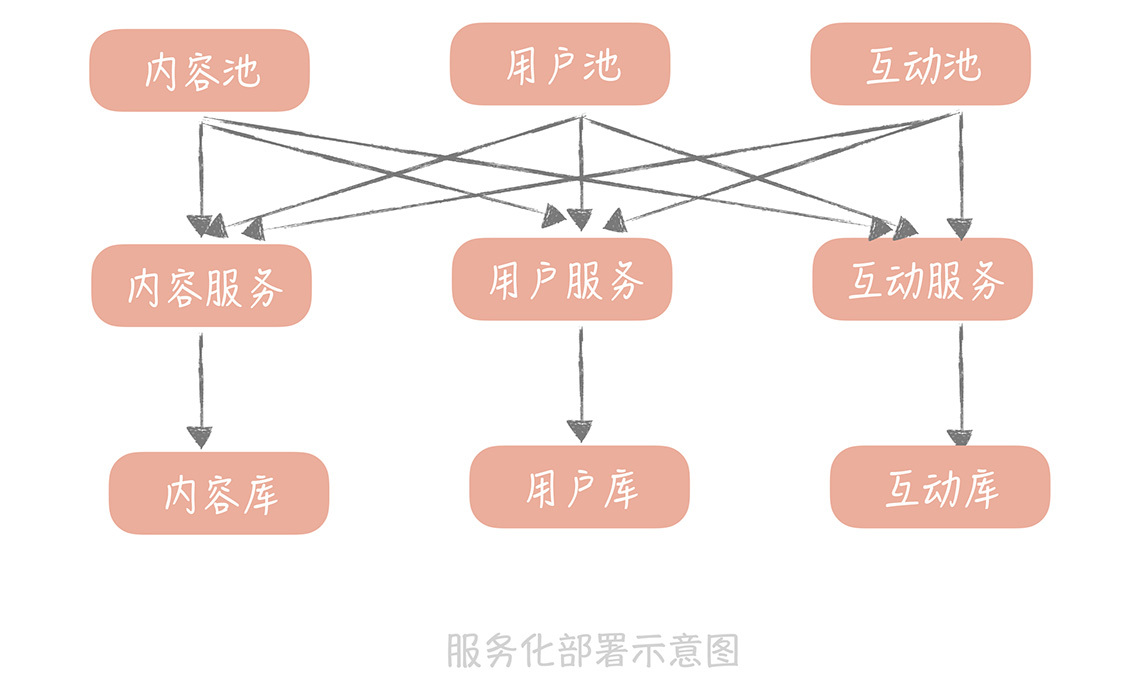 内容池
用户池
互动池
内容服务
用户服务
互动服务
内容库
用户库
互动库
服务化部署示意图